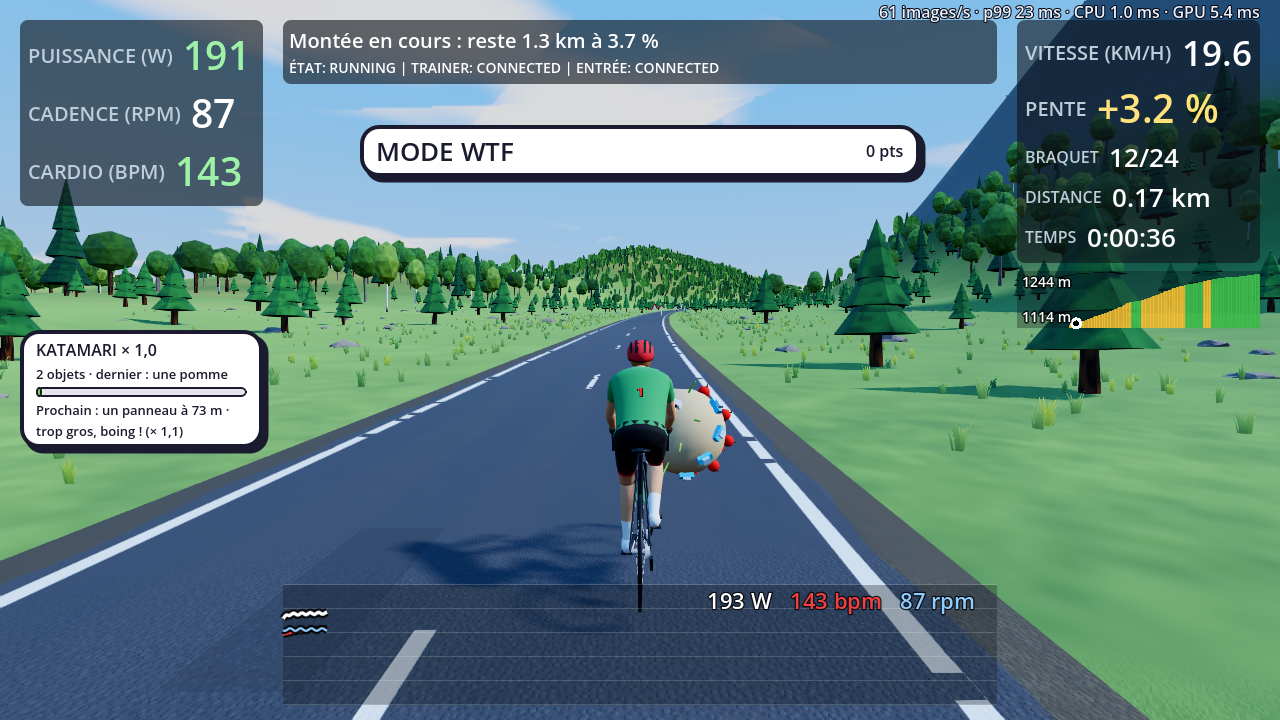 61 images/s · p99 23 ms · CPU 1.0 ms · GPU 5.4 ms
PUISSANCE (W) 191
CADENCE (RPM) 87
CARDIO (BPM) 143
Montée en cours : reste 1.3 km à 3.7 %
ÉTAT: RUNNING | TRAINER: CONNECTED | ENTRÉE: CONNECTED
VITESSE (KM/H) 19.6
PENTE +3.2 %
BRAQUET 12/24
DISTANCE 0.17 km
TEMPS 0:00:36
MODE WTF 0 pts
1244 m
1114 m
KATAMARI × 1,0
2 objets · dernier : une pomme
Prochain : un panneau à 73 m ·
trop gros, boing ! (× 1,1)
1
193 W 143 bpm 87 rpm